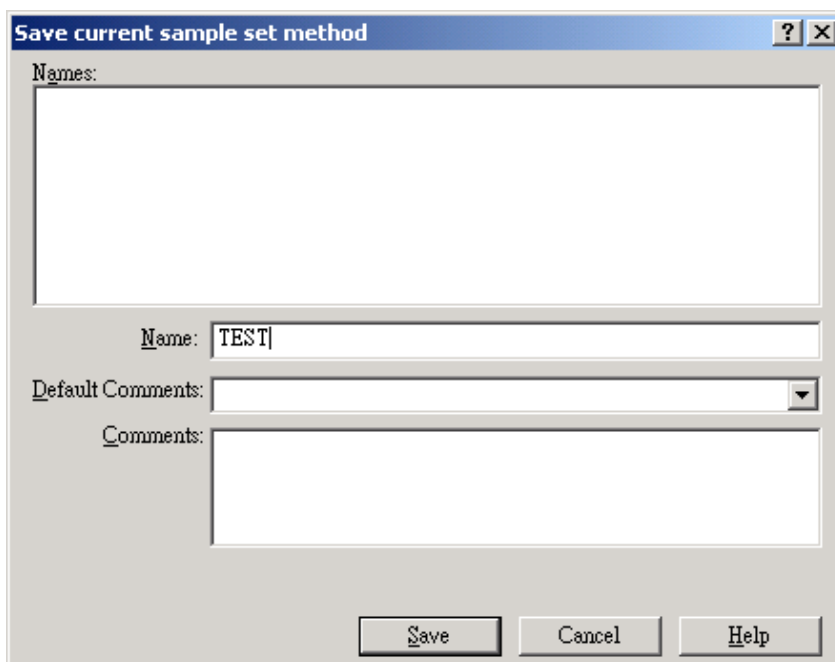 Save current sample set method
Names:
Name: TEST
Default Comments:
Comments:
Save Cancel Help